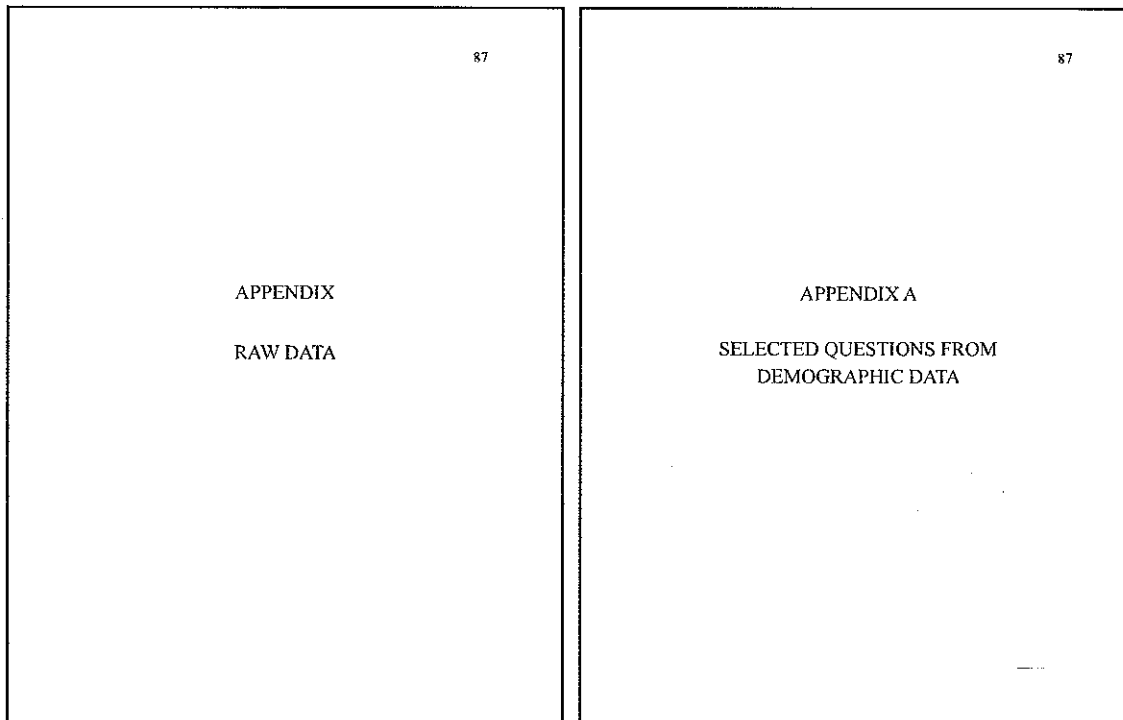 87
APPENDIX
RAW DATA
87
APPENDIX A
SELECTED QUESTIONS FROM
DEMOGRAPHIC DATA